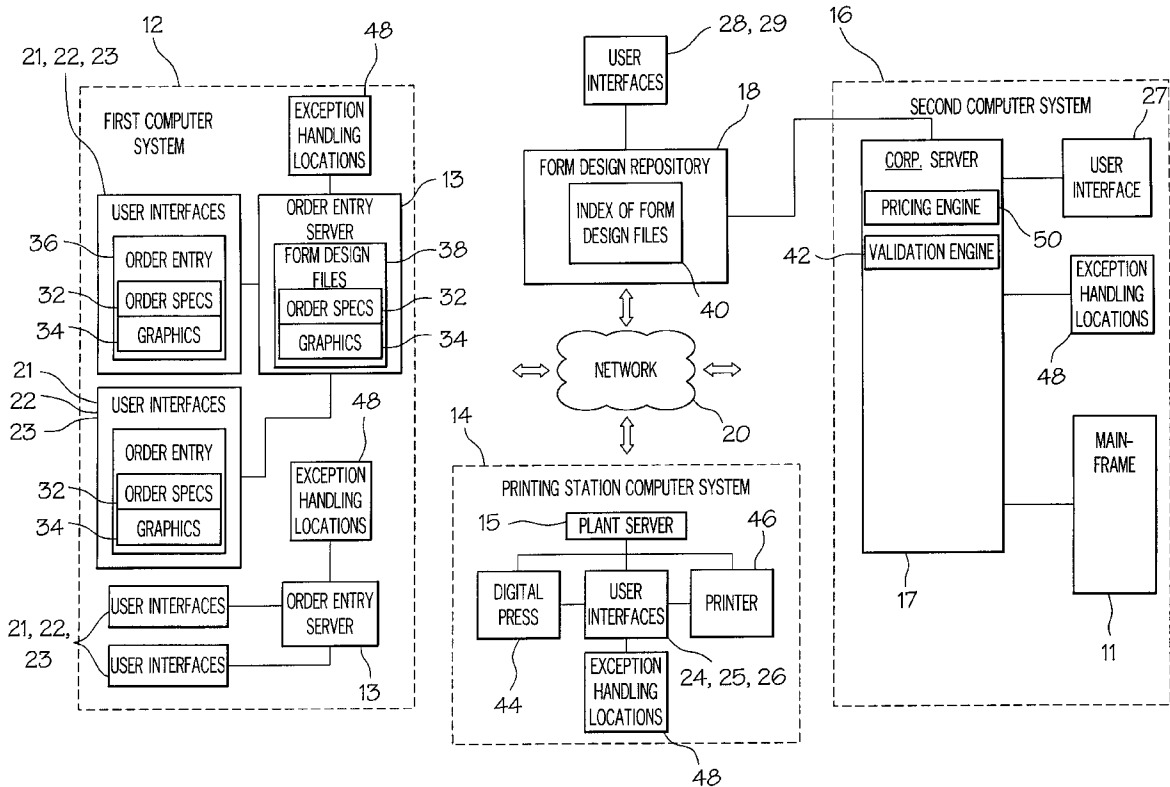 12
21, 22, 23
48
FIRST COMPUTER
SYSTEM
EXCEPTION
HANDLING
LOCATIONS
13
USER INTERFACES
36
ORDER ENTRY
32
ORDER SPECS
34
GRAPHICS
ORDER ENTRY
SERVER
FORM DESIGN
FILES
38
ORDER SPECS
32
GRAPHICS
34
21
22
23
USER INTERFACES
ORDER ENTRY
32
ORDER SPECS
34
GRAPHICS
48
EXCEPTION
HANDLING
LOCATIONS
USER INTERFACES
21, 22,
23
USER INTERFACES
ORDER ENTRY
SERVER
13
28, 29
USER
INTERFACES
18
FORM DESIGN REPOSITORY
INDEX OF FORM
DESIGN FILES
40
NETWORK
20
14
PRINTING STATION COMPUTER SYSTEM
15
PLANT SERVER
46
DIGITAL
PRESS
USER
INTERFACES
PRINTER
44
24, 25, 26
EXCEPTION
HANDLING
LOCATIONS
48
16
SECOND COMPUTER SYSTEM
27
CORP. SERVER
USER
INTERFACE
PRICING ENGINE
50
42
VALIDATION ENGINE
EXCEPTION
HANDLING
LOCATIONS
48
MAIN-
FRAME
17
11